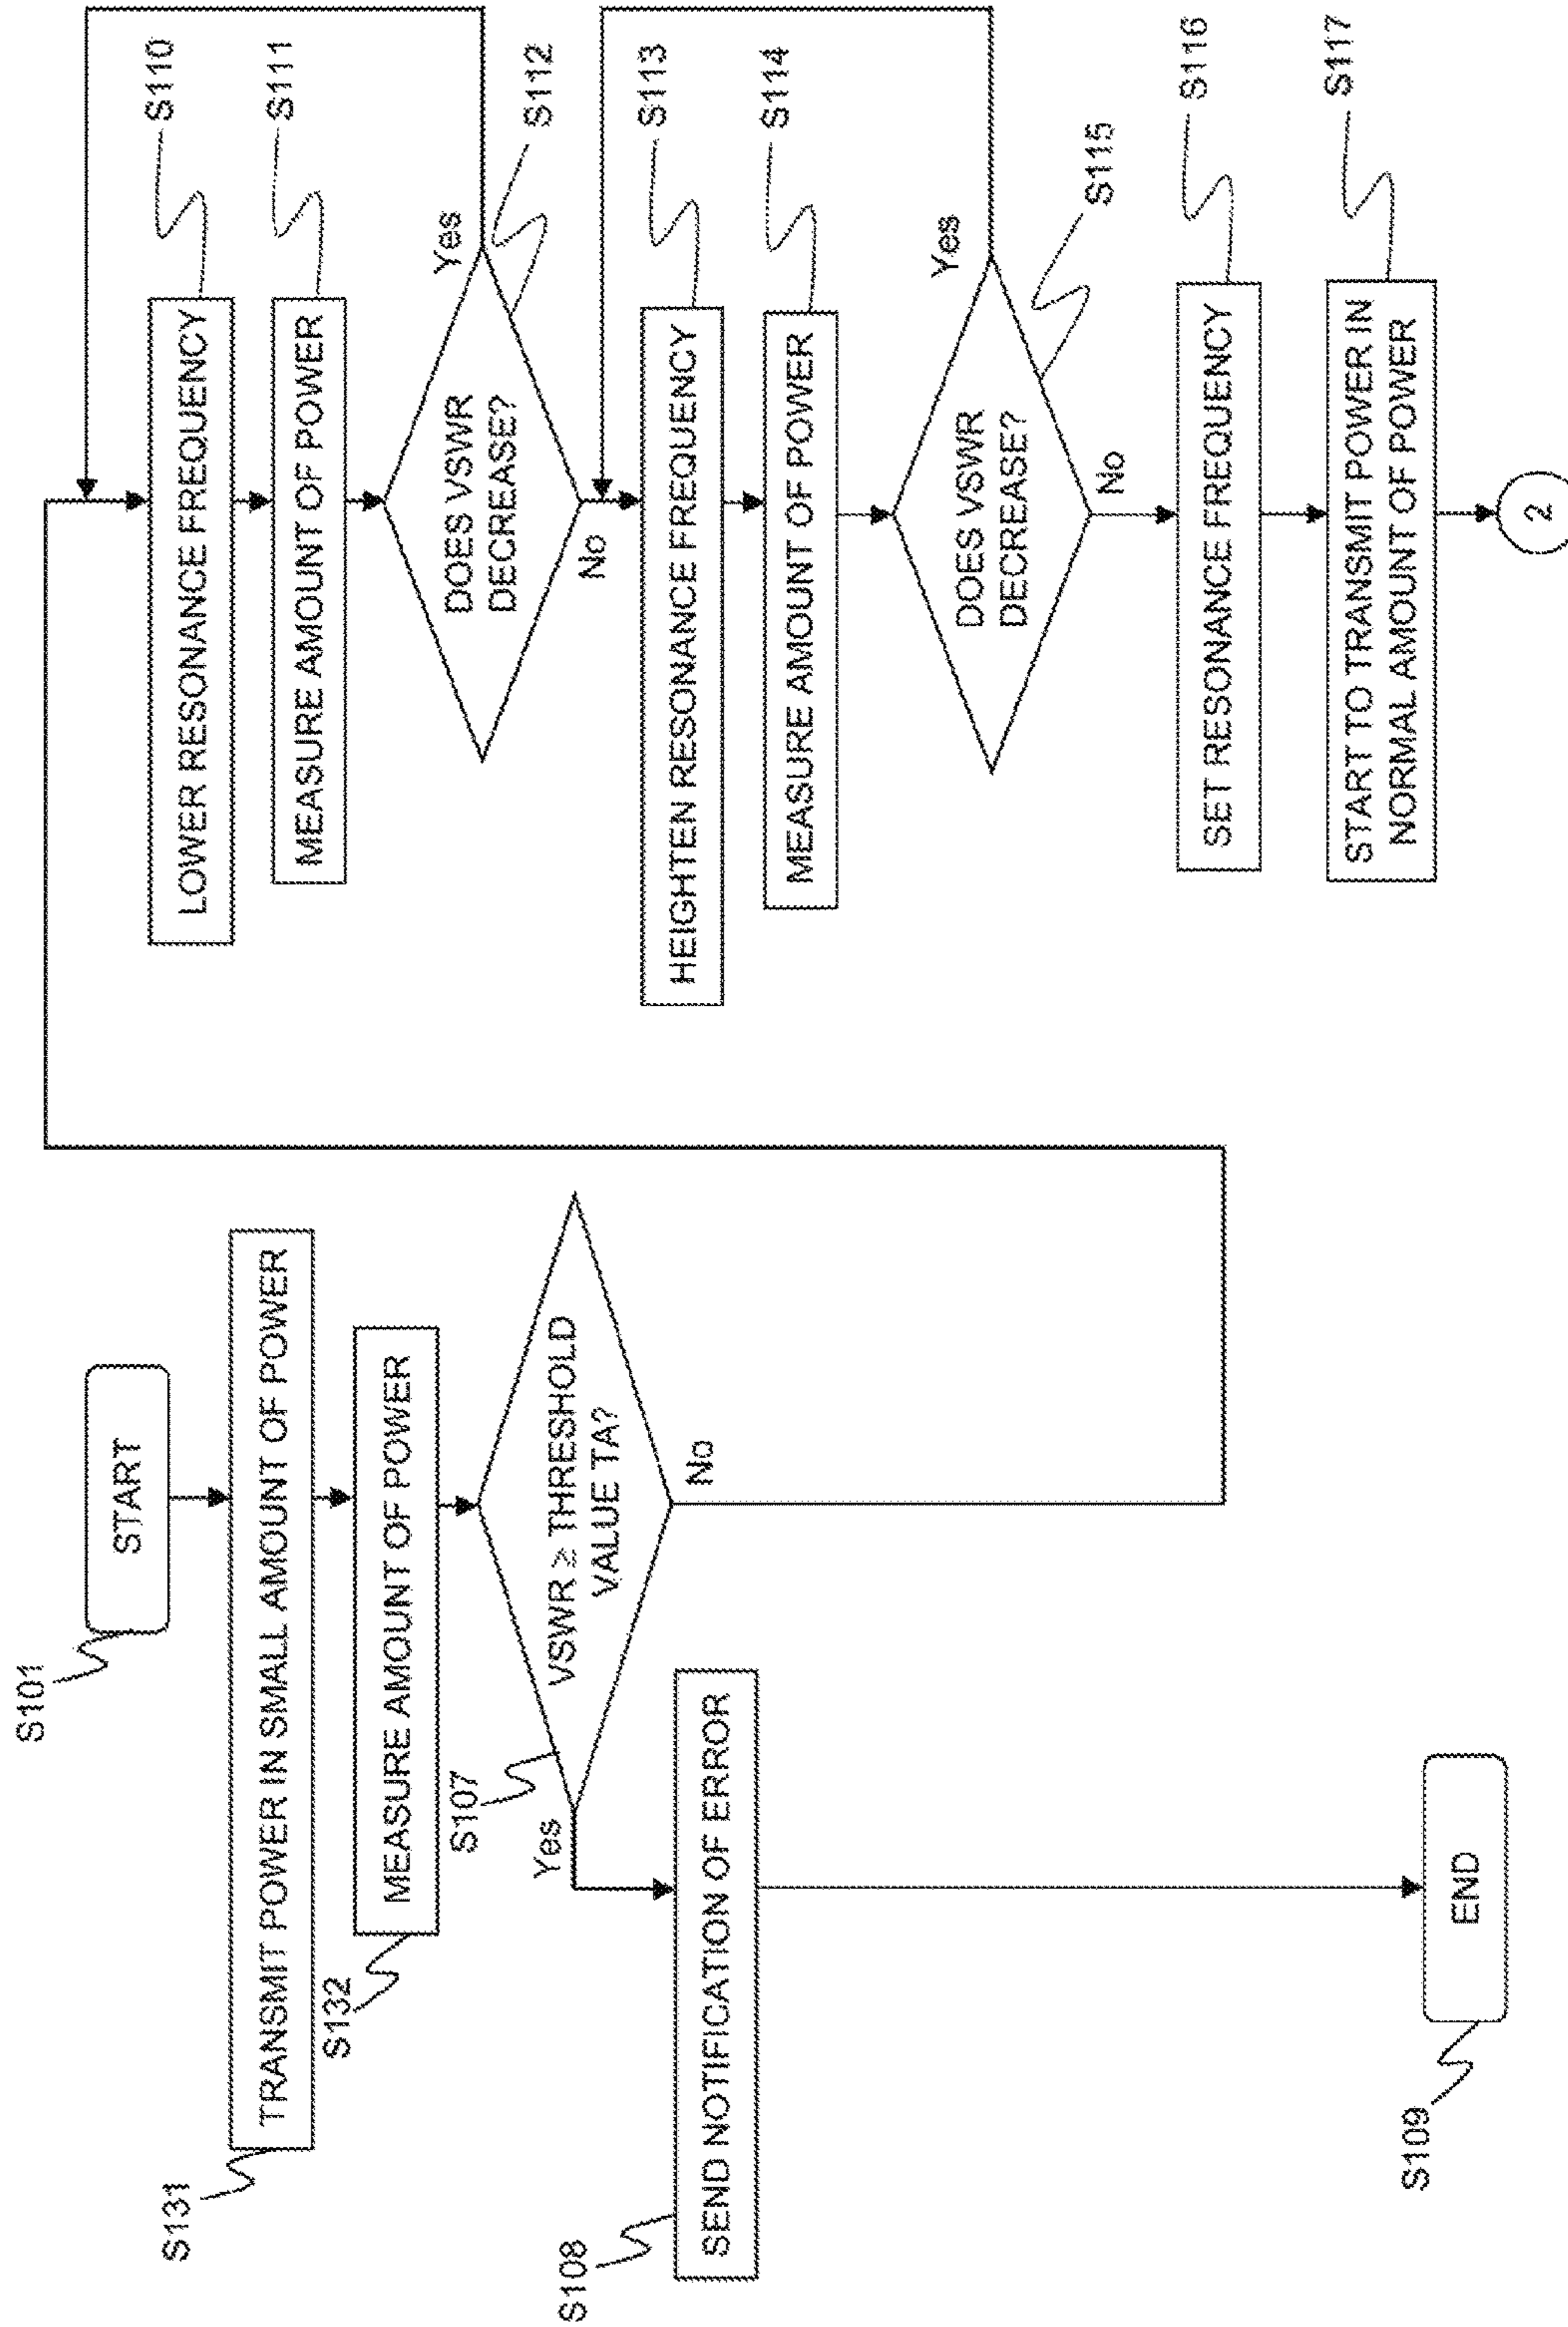 S101
START
S131
TRANSMIT POWER IN SMALL AMOUNT OF POWER
S132
MEASURE AMOUNT OF POWER
S107
VSWR ≥ THRESHOLD
VALUE TA?
Yes
No
S108
SEND NOTIFICATION OF ERROR
S109
END
LOWER RESONANCE FREQUENCY
S110
MEASURE AMOUNT OF POWER
S111
DOES VSWR
DECREASE?
Yes
S112
No
HEIGHTEN RESONANCE FREQUENCY
S113
MEASURE AMOUNT OF POWER
S114
DOES VSWR
DECREASE?
Yes
S115
No
SET RESONANCE FREQUENCY
S116
START TO TRANSMIT POWER IN
NORMAL AMOUNT OF POWER
S117
2